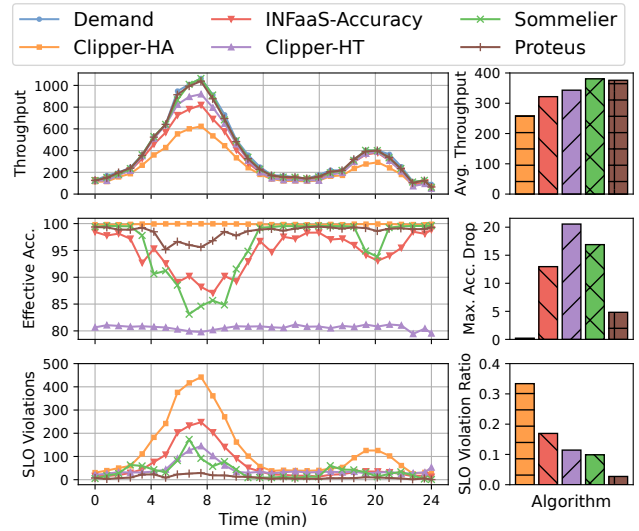 Demand INFaaS-Accuracy Sommelier
Clipper-HA Clipper-HT Proteus
Throughput
1000
800
600
400
200
0
Avg. Throughput
400
300
200
100
0
Effective Acc.
100
95
90
85
80
Max. Acc. Drop
20
15
10
5
0
SLO Violations
500
400
300
200
100
0
0 4 8 12 16 20 24
Time (min)
SLO Violation Ratio
0.4
0.3
0.2
0.1
0.0
Algorithm